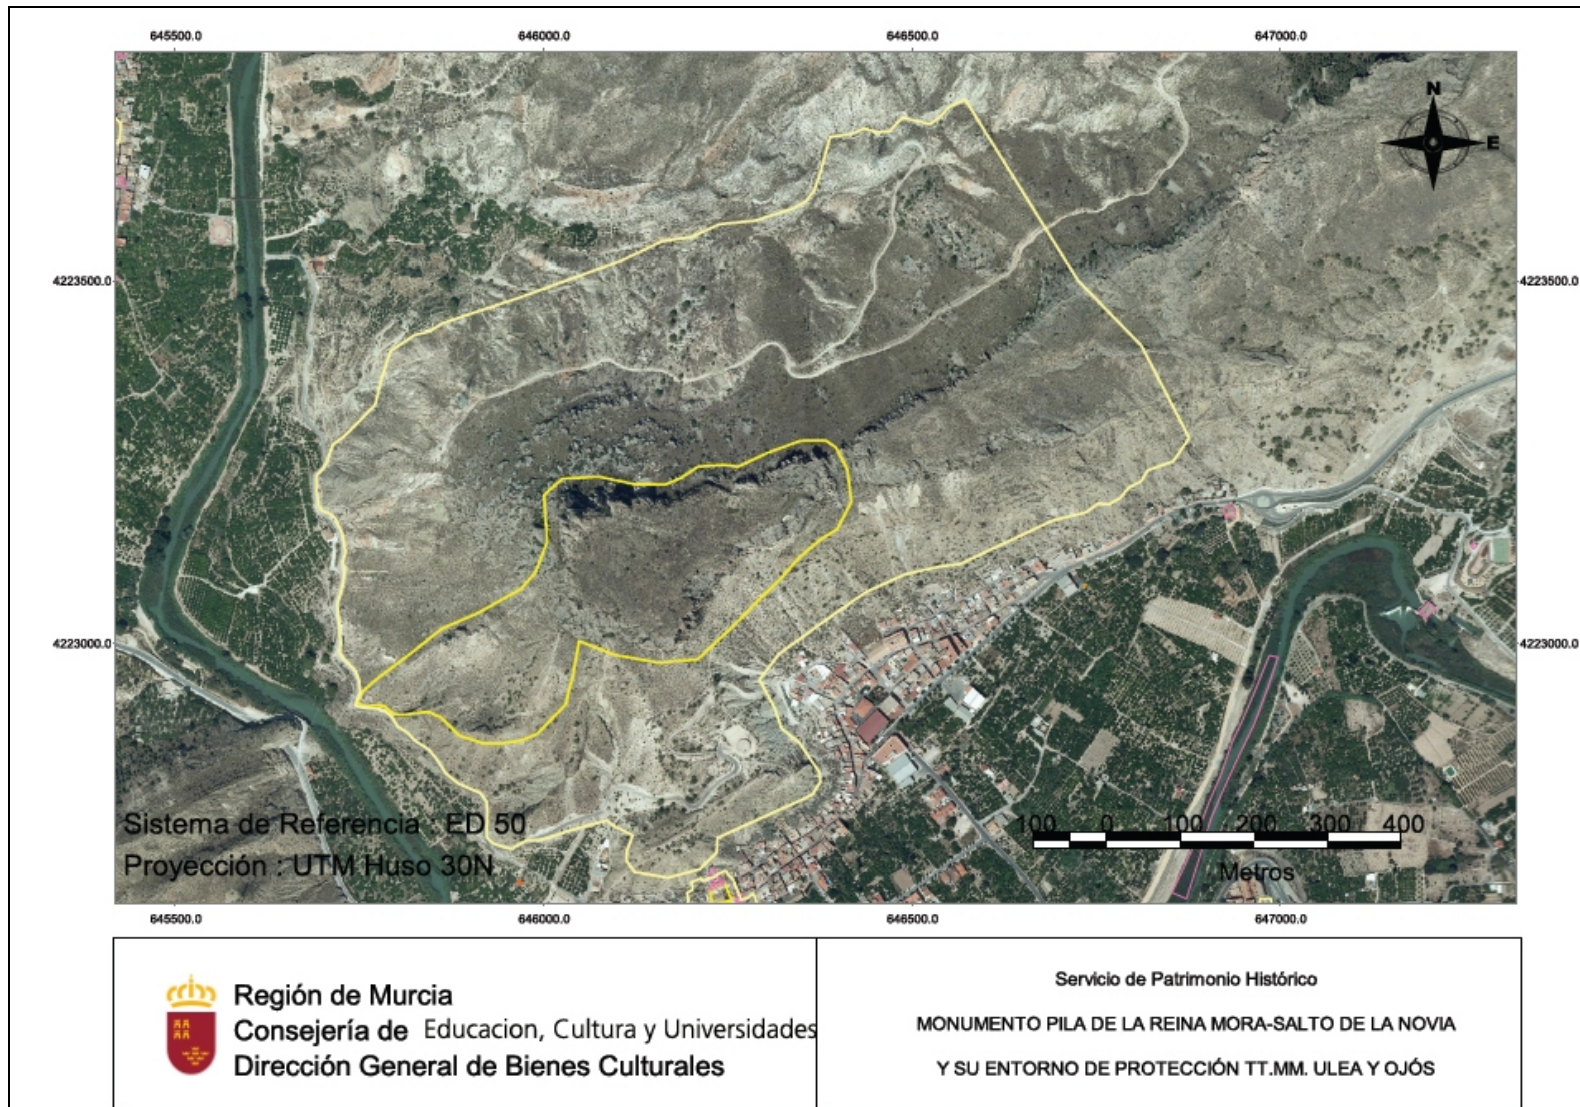 645500.0 646000.0 646500.0 647000.0
N
E
4223500.0 4223500.0
4223000.0 4223000.0
Sistema de Referencia : ED 50
Proyección : UTM Huso 30N
100 0 100 200 300 400
Metros
645500.0 646000.0 646500.0 647000.0
Región de Murcia
Consejería de Educacion, Cultura y Universidades
Dirección General de Bienes Culturales
Servicio de Patrimonio Histórico
MONUMENTO PILA DE LA REINA MORA-SALTO DE LA NOVIA
Y SU ENTORNO DE PROTECCIÓN TT.MM. ULEA Y OJÓS